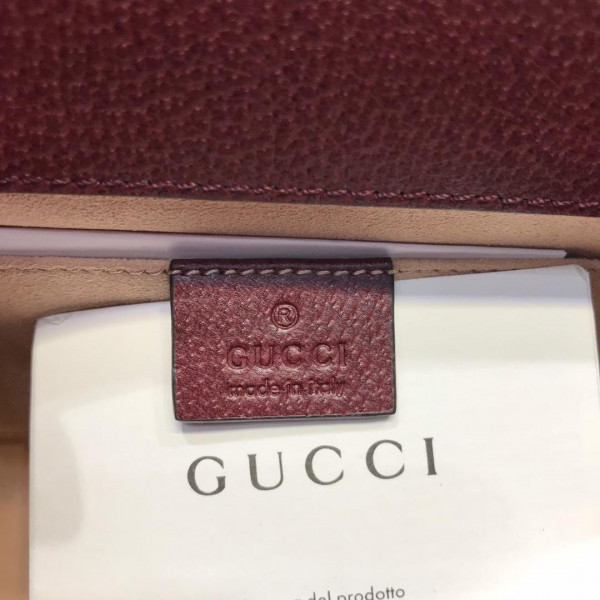 ®
GUCCI
made in italy
GUCCI
del prodotto